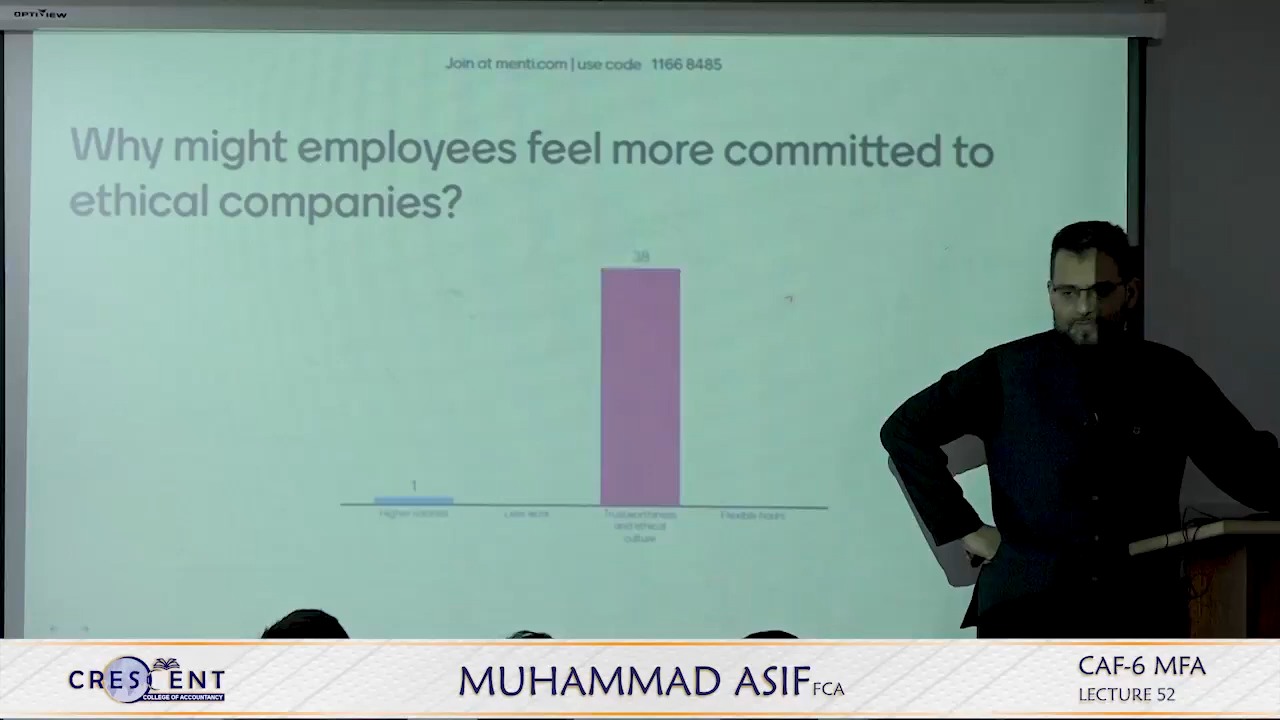 OPTIVIEW
Join at menti.com | use code 1166 8485
Why might employees feel more committed to
ethical companies?
38
1
Higher salaries
Less work
Trustworthiness
and ethical
culture
Flexible hours
CRESCENT
COLLEGE OF ACCOUNTANCY
MUHAMMAD ASIF FCA
CAF-6 MFA
LECTURE 52